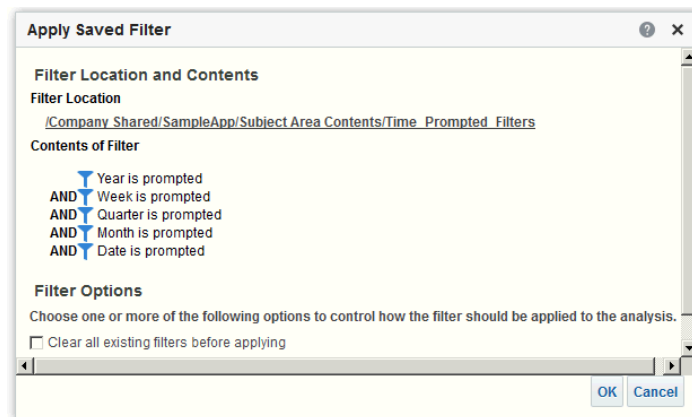 Apply Saved Filter
Filter Location and Contents
Filter Location
/Company Shared/SampleApp/Subject Area Contents/Time_Prompted_Filters
Contents of Filter
Year is prompted
AND Week is prompted
AND Quarter is prompted
AND Month is prompted
AND Date is prompted
Filter Options
Choose one or more of the following options to control how the filter should be applied to the analysis.
Clear all existing filters before applying
OK Cancel